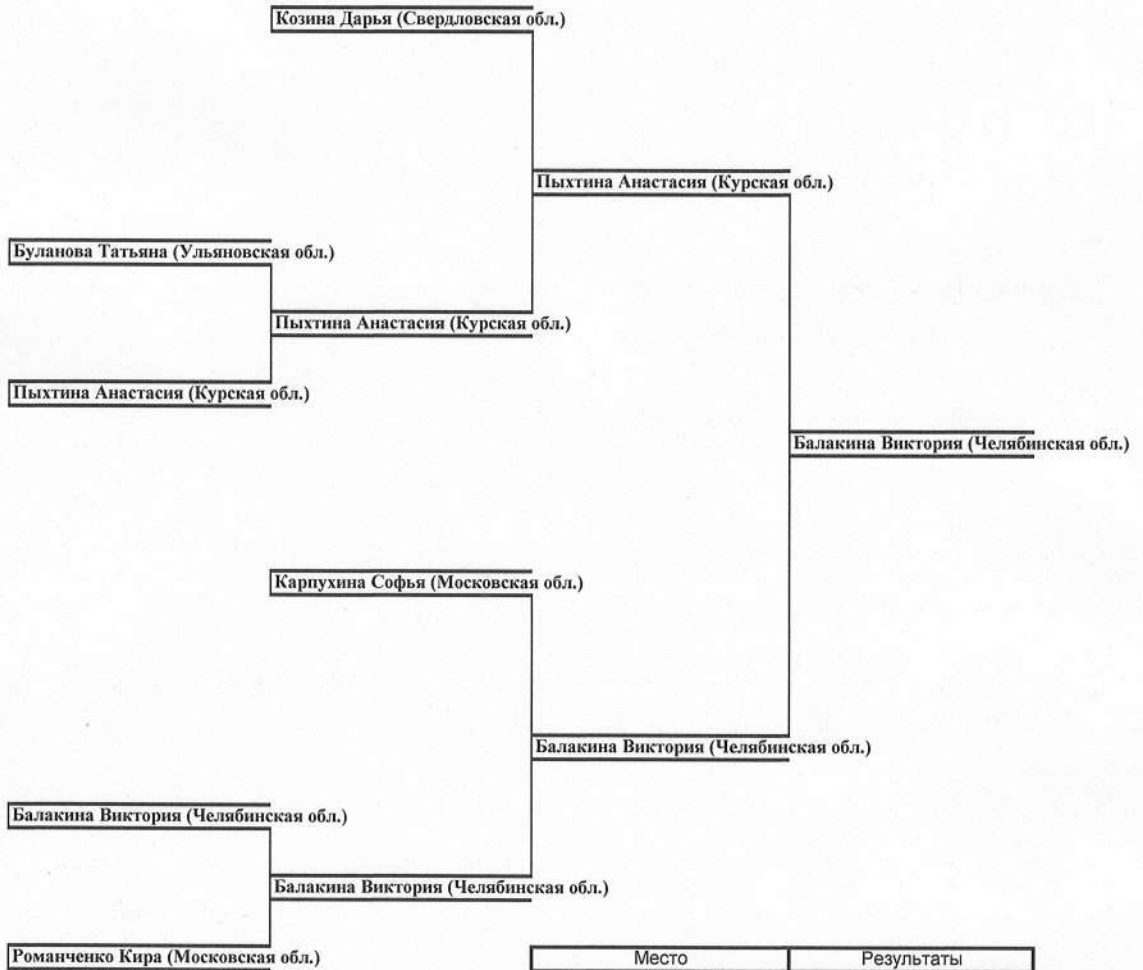 Козина Дарья (Свердловская обл.)
Пыхтина Анастасия (Курская обл.)
Буланова Татьяна (Ульяновская обл.)
Пыхтина Анастасия (Курская обл.)
Пыхтина Анастасия (Курская обл.)
Балакина Виктория (Челябинская обл.)
Карпухина Софья (Московская обл.)
Балакина Виктория (Челябинская обл.)
Балакина Виктория (Челябинская обл.)
Балакина Виктория (Челябинская обл.)
Романченко Кира (Московская обл.)
Место Результаты